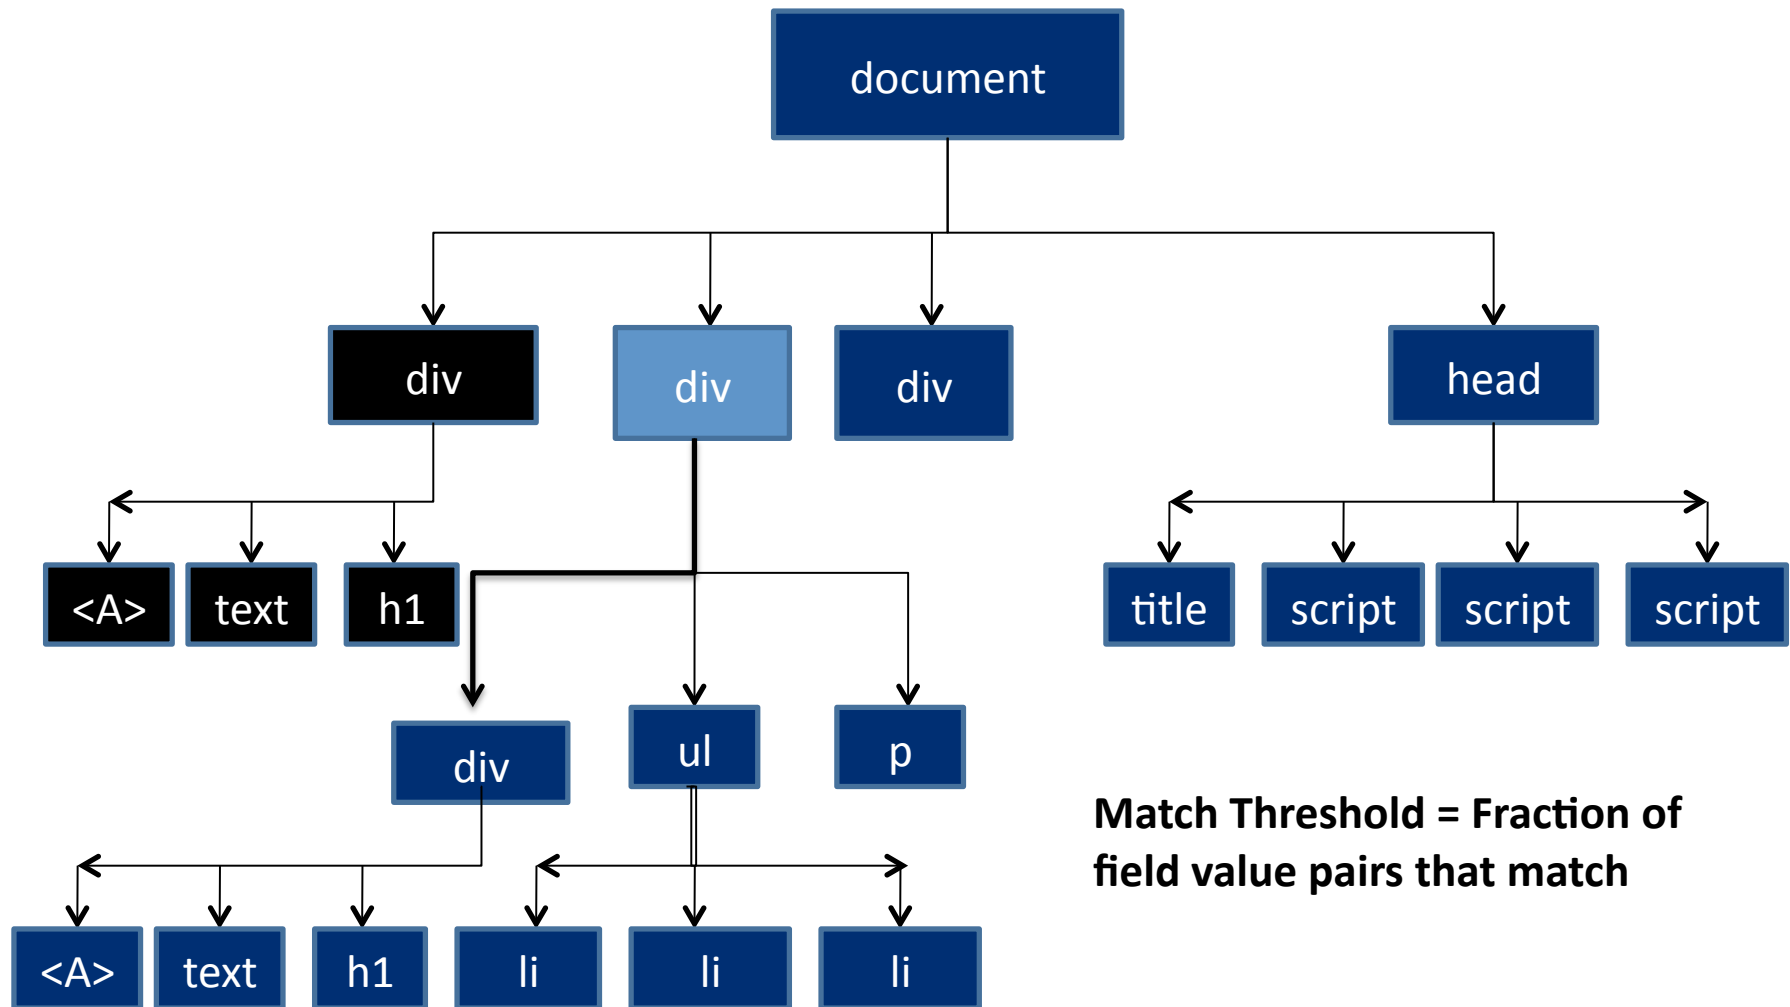 document
div
div
div
head
<A>
text
h1
title
script
script
script
div
ul
p
Match Threshold = Fraction of
field value pairs that match
<A>
text
h1
li
li
li